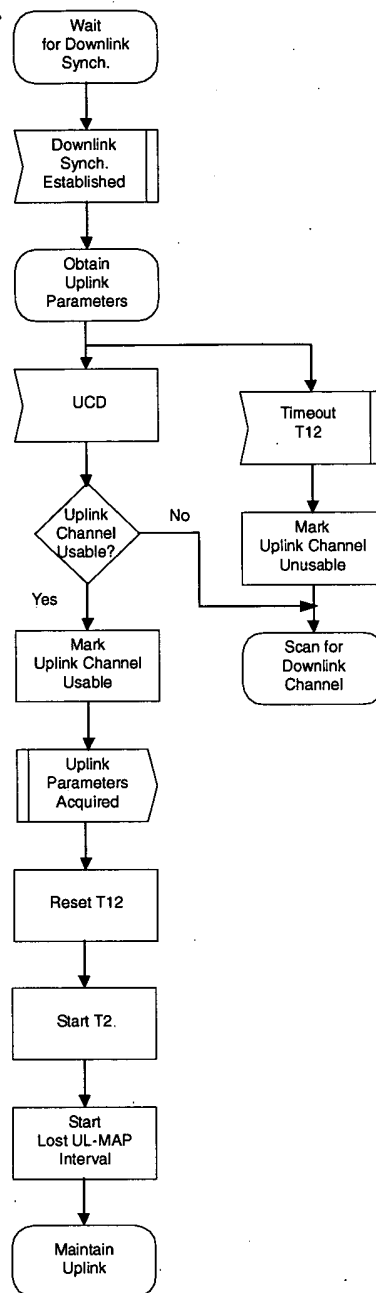 Wait
for Downlink
Synch.
Downlink
Synch.
Established
Obtain
Uplink
Parameters
UCD
Timeout
T12
Uplink
Channel
Usable?
No
Mark
Uplink Channel
Unusable
Yes
Mark
Uplink Channel
Usable
Scan for
Downlink
Channel
Uplink
Parameters
Acquired
Reset T12
Start T2.
Start
Lost UL-MAP
Interval
Maintain
Uplink